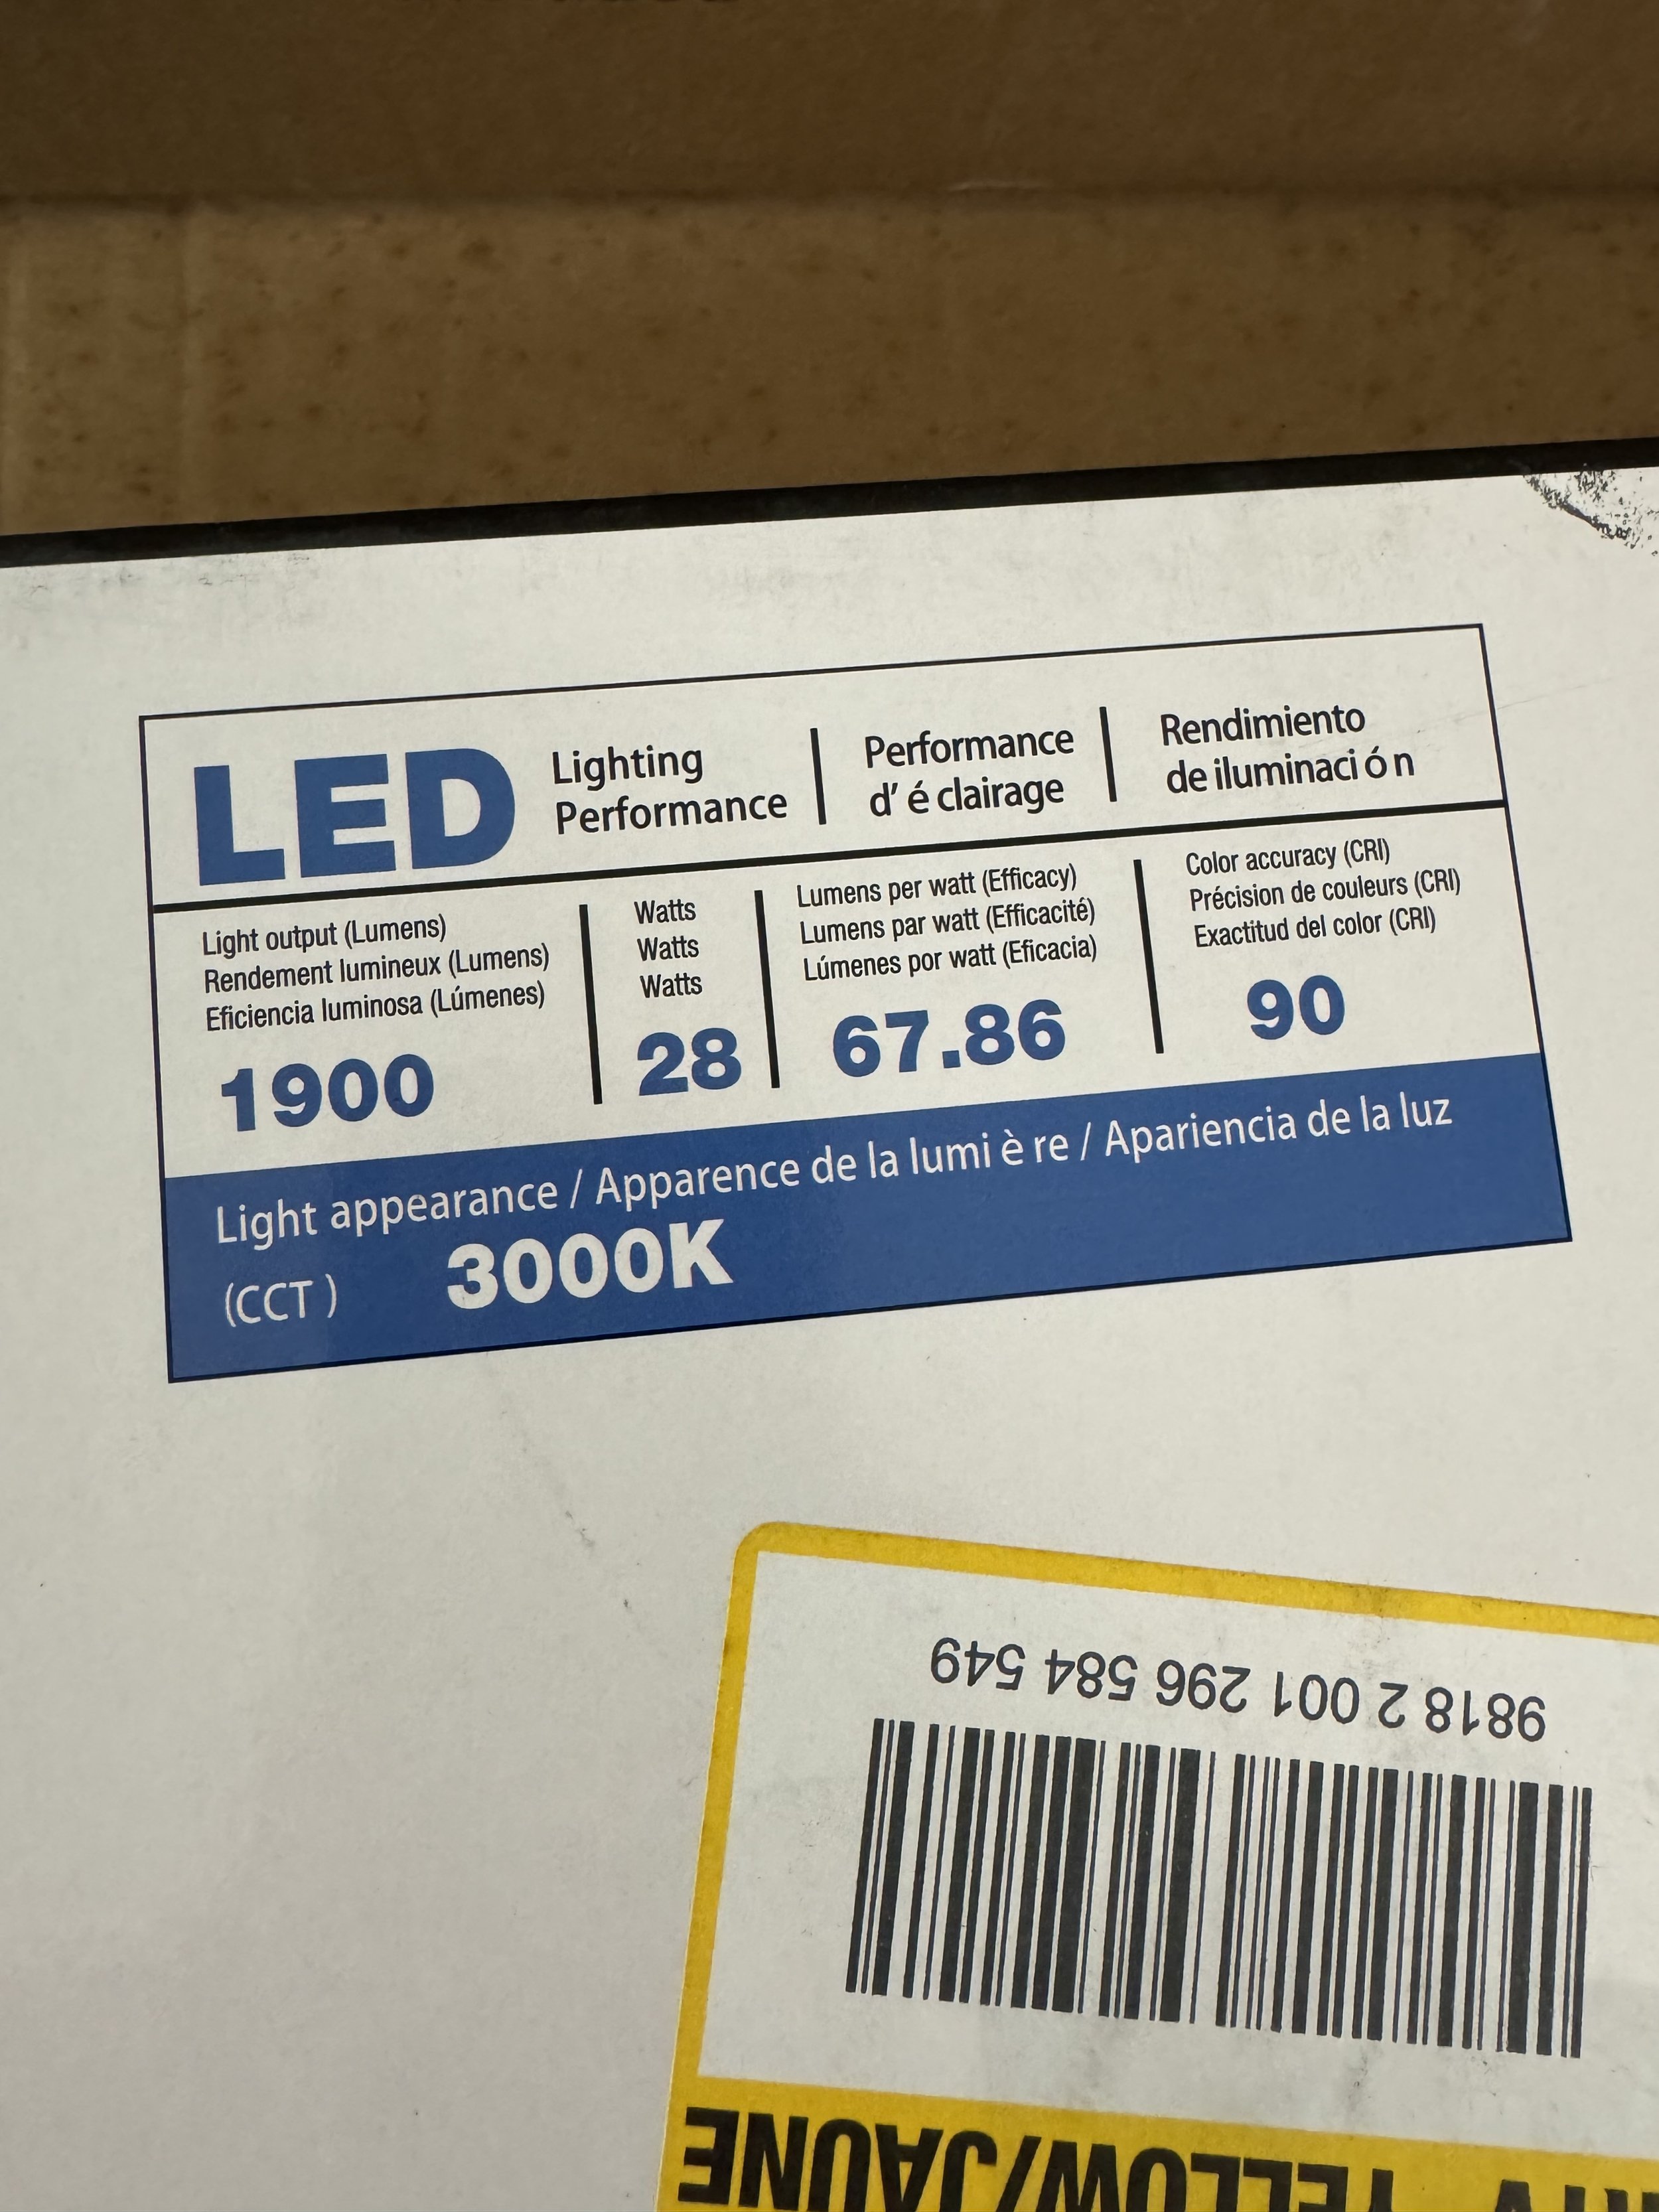 LED
Lighting
Performance
Performance
d’ é clairage
Rendimiento
de iluminaci ó n
Light output (Lumens)
Rendement lumineux (Lumens)
Eficiencia luminosa (Lúmenes)
1900
Watts
Watts
Watts
28
Lumens per watt (Efficacy)
Lumens par watt (Efficacité)
Lúmenes por watt (Eficacia)
67.86
Color accuracy (CRI)
Précision de couleurs (CRI)
Exactitud del color (CRI)
90
Light appearance / Apparence de la lumi è re / Apariencia de la luz
(CCT ) 3000K
9818 2 001 296 584 549
YELLOW/JAUNE